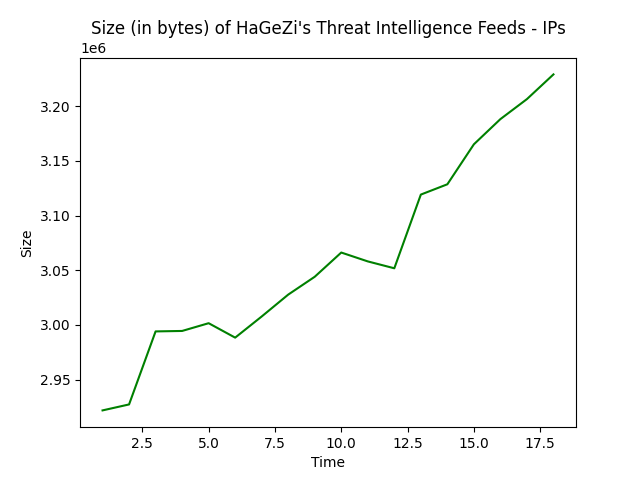 Size (in bytes) of HaGeZi's Threat Intelligence Feeds - IPs
1e6
3.20
3.15
3.10
3.05
3.00
2.95
Size
2.5 5.0 7.5 10.0 12.5 15.0 17.5
Time